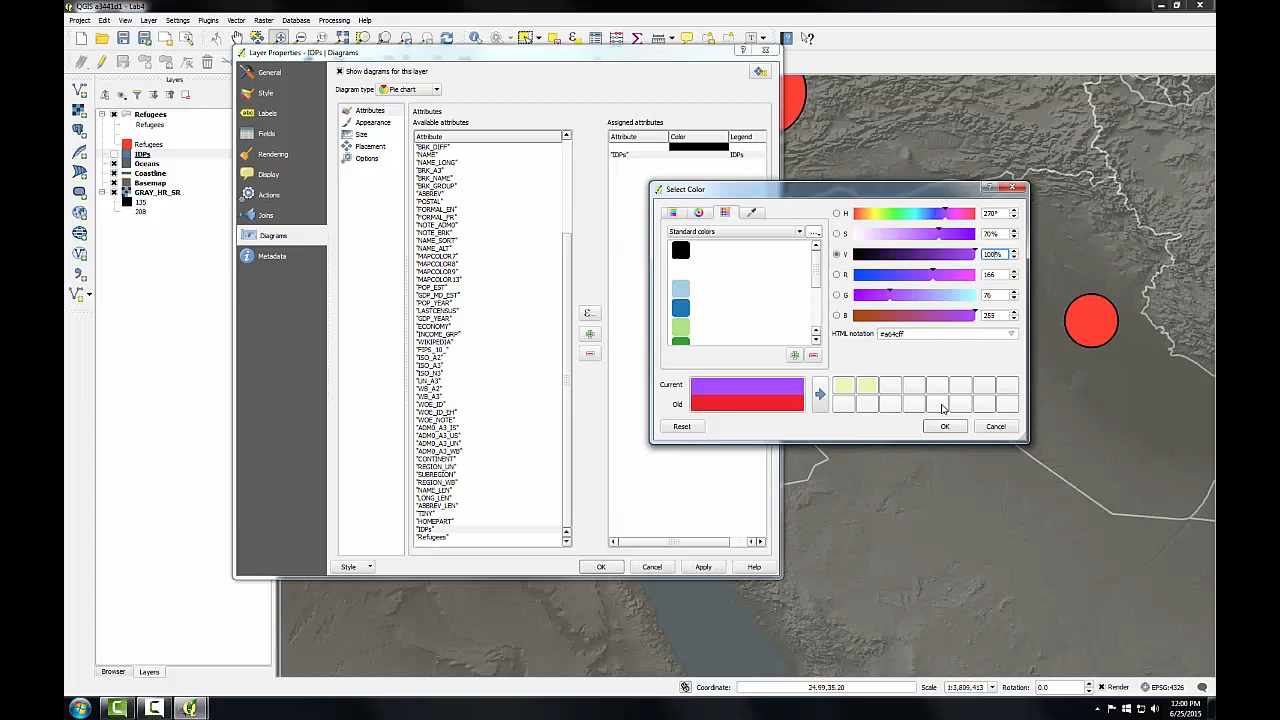 QGIS a3441d1 - Lab4
Project Edit View Layer Settings Plugins Vector Raster Database Processing Help
Layers
Refugees
Refugees
Refugees
IDPs
Oceans
Coastline
Basemap
GRAY_HR_SR
135
208
Browser Layers
Layer Properties - IDPs | Diagrams
General
Style
Labels
Fields
Rendering
Display
Actions
Joins
Diagrams
Metadata
Show diagrams for this layer
Diagram type Pie chart
Attributes
Appearance
Size
Placement
Options
Attributes
Available attributes
Attribute
"BRK_DIFF"
"NAME"
"NAME_LONG"
"BRK_A3"
"BRK_NAME"
"BRK_GROUP"
"ABBREV"
"POSTAL"
"FORMAL_EN"
"FORMAL_FR"
"NOTE_ADM0"
"NOTE_BRK"
"NAME_SORT"
"NAME_ALT"
"MAPCOLOR7"
"MAPCOLOR8"
"MAPCOLOR9"
"MAPCOLOR13"
"POP_EST"
"GDP_MD_EST"
"POP_YEAR"
"LASTCENSUS"
"GDP_YEAR"
"ECONOMY"
"INCOME_GRP"
"WIKIPEDIA"
"FIPS_10_"
"ISO_A2"
"ISO_A3"
"ISO_N3"
"UN_A3"
"WB_A2"
"WB_A3"
"WOE_ID"
"WOE_ID_EH"
"WOE_NOTE"
"ADM0_A3_IS"
"ADM0_A3_US"
"ADM0_A3_UN"
"ADM0_A3_WB"
"CONTINENT"
"REGION_UN"
"SUBREGION"
"REGION_WB"
"NAME_LEN"
"LONG_LEN"
"ABBREV_LEN"
"TINY"
"HOMEPART"
"IDPs"
"Refugees"
ε...
Assigned attributes
Attribute Color Legend
"IDPs" IDPs
Style OK Cancel Apply Help
Select Color
Standard colors ...
H 270°
S 70%
V 100%
R 166
G 76
B 255
HTML notation #a64cff
Current
Old
Reset OK Cancel
Coordinate: 24.99,35.20 Scale 1:3,809,413 Rotation: 0.0 Render EPSG:4326
12:00 PM
6/25/2015